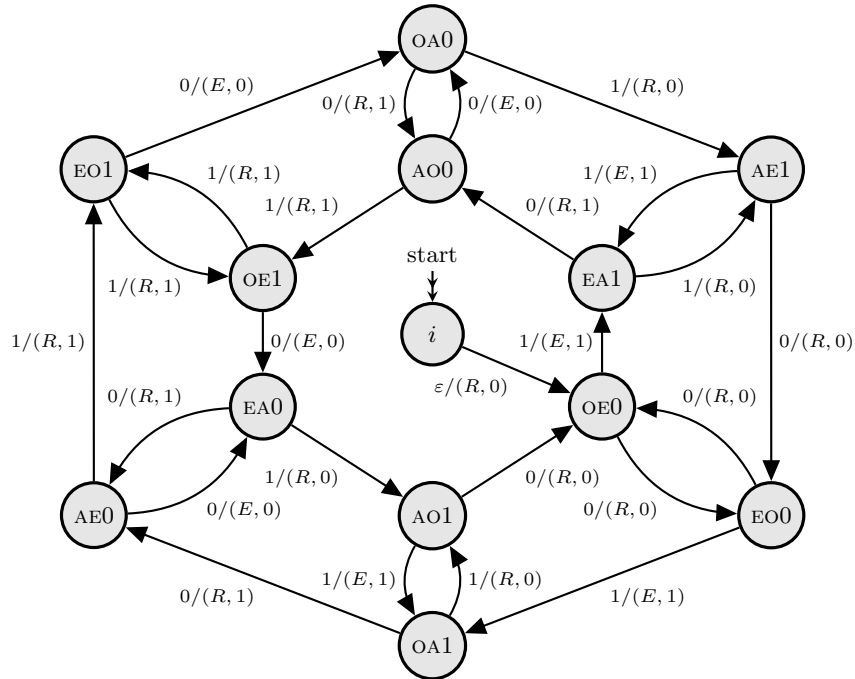 OA0
0/(E, 0)
1/(R, 0)
0/(R, 1)
0/(E, 0)
EO1
1/(R, 1)
AO0
1/(E, 1)
AE1
1/(R, 1)
0/(R, 1)
start
OE1
EA1
1/(R, 1)
1/(R, 0)
i
1/(R, 1)
0/(E, 0)
1/(E, 1)
0/(R, 0)
ε/(R, 0)
0/(R, 1)
EA0
OE0
0/(R, 0)
1/(R, 0)
0/(R, 0)
AE0
0/(E, 0)
AO1
0/(R, 0)
EO0
1/(E, 1)
1/(R, 0)
0/(R, 1)
1/(E, 1)
OA1